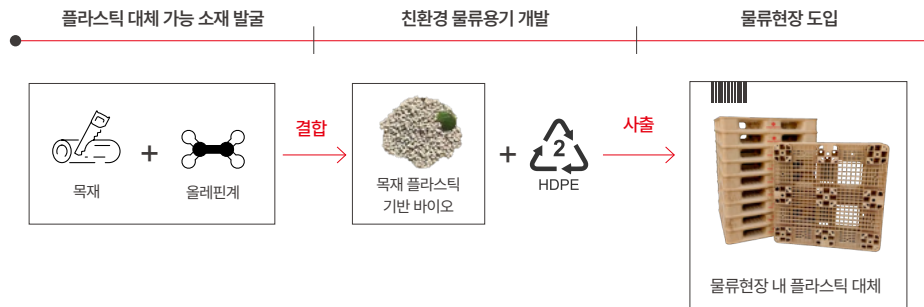 플라스틱 대체 가능 소재 발굴
친환경 물류용기 개발
물류현장 도입
목재
+
올레핀계
결합
목재 플라스틱
기반 바이오
+
2
HDPE
사출
물류현장 내 플라스틱 대체